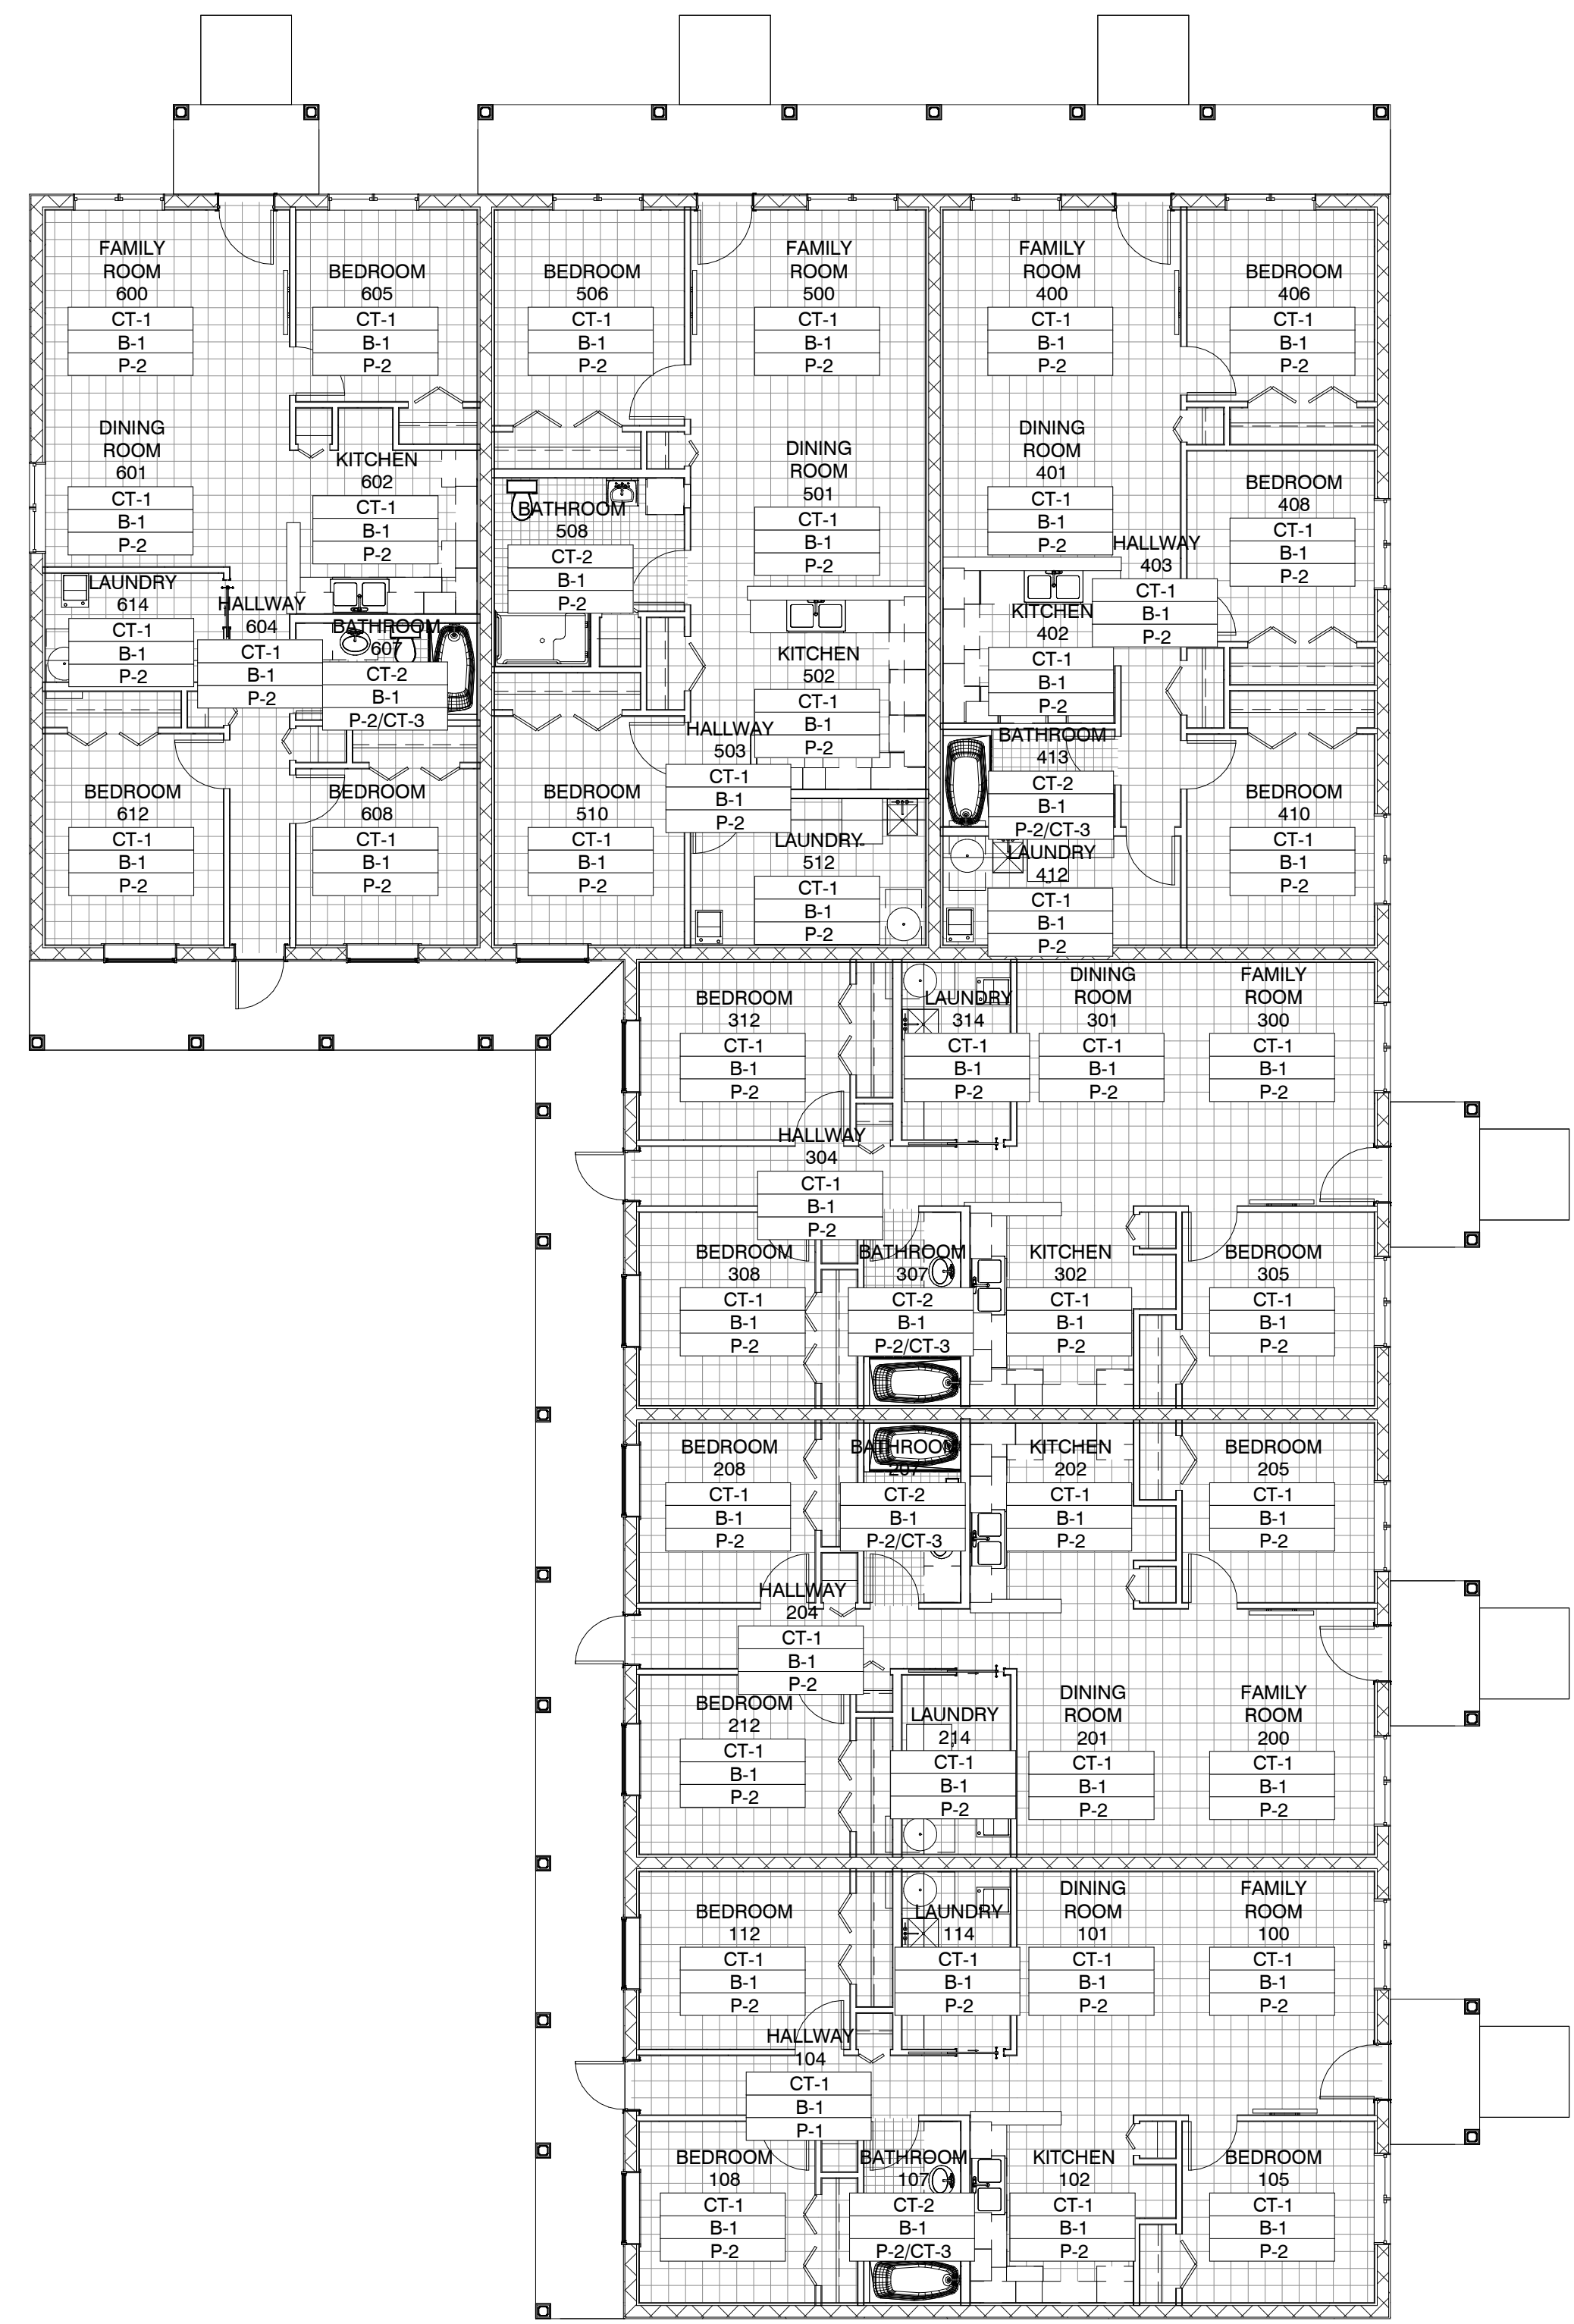 FAMILY
ROOM
600
CT-1
B-1
P-2
BEDROOM
605
CT-1
B-1
P-2
BEDROOM
506
CT-1
B-1
P-2
FAMILY
ROOM
500
CT-1
B-1
P-2
FAMILY
ROOM
400
CT-1
B-1
P-2
BEDROOM
406
CT-1
B-1
P-2
DINING
ROOM
601
CT-1
B-1
P-2
KITCHEN
602
CT-1
B-1
P-2
BATHROOM
508
CT-2
B-1
P-2
DINING
ROOM
501
CT-1
B-1
P-2
DINING
ROOM
401
CT-1
B-1
P-2
BEDROOM
408
CT-1
B-1
P-2
HALLWAY
403
CT-1
B-1
P-2
LAUNDRY
614
CT-1
B-1
P-2
HALLWAY
604
CT-1
B-1
P-2
BATHROOM
607
CT-2
B-1
P-2/CT-3
KITCHEN
502
CT-1
B-1
P-2
KITCHEN
402
CT-1
B-1
P-2
HALLWAY
503
CT-1
B-1
P-2
BATHROOM
413
CT-2
B-1
P-2/CT-3
BEDROOM
612
CT-1
B-1
P-2
BEDROOM
608
CT-1
B-1
P-2
BEDROOM
510
CT-1
B-1
P-2
LAUNDRY
512
CT-1
B-1
P-2
LAUNDRY
412
CT-1
B-1
P-2
BEDROOM
410
CT-1
B-1
P-2
BEDROOM
312
CT-1
B-1
P-2
LAUNDRY
314
CT-1
B-1
P-2
DINING
ROOM
301
CT-1
B-1
P-2
FAMILY
ROOM
300
CT-1
B-1
P-2
HALLWAY
304
CT-1
B-1
P-2
BEDROOM
308
CT-1
B-1
P-2
BATHROOM
307
CT-2
B-1
P-2/CT-3
KITCHEN
302
CT-1
B-1
P-2
BEDROOM
305
CT-1
B-1
P-2
BEDROOM
208
CT-1
B-1
P-2
BATHROOM
207
CT-2
B-1
P-2/CT-3
KITCHEN
202
CT-1
B-1
P-2
BEDROOM
205
CT-1
B-1
P-2
HALLWAY
204
CT-1
B-1
P-2
BEDROOM
212
CT-1
B-1
P-2
LAUNDRY
214
CT-1
B-1
P-2
DINING
ROOM
201
CT-1
B-1
P-2
FAMILY
ROOM
200
CT-1
B-1
P-2
BEDROOM
112
CT-1
B-1
P-2
LAUNDRY
114
CT-1
B-1
P-2
DINING
ROOM
101
CT-1
B-1
P-2
FAMILY
ROOM
100
CT-1
B-1
P-2
HALLWAY
104
CT-1
B-1
P-1
BEDROOM
108
CT-1
B-1
P-2
BATHROOM
107
CT-2
B-1
P-2/CT-3
KITCHEN
102
CT-1
B-1
P-2
BEDROOM
105
CT-1
B-1
P-2